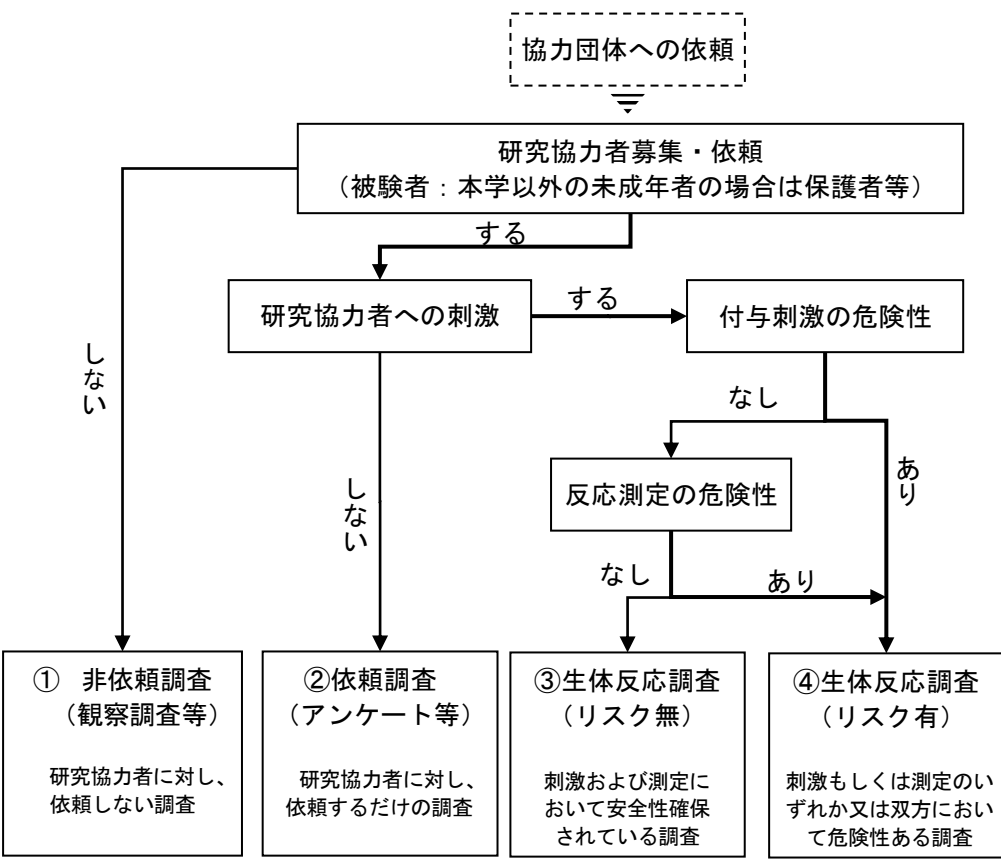 協力団体への依頼
研究協力者募集・依頼
（被験者：本学以外の未成年者の場合は保護者等）
する
研究協力者への刺激
する
付与刺激の危険性
しない
なし
しない
反応測定の危険性
あり
なし
あり
①　非依頼調査
（観察調査等）
研究協力者に対し、
依頼しない調査
②依頼調査
（アンケート等）
研究協力者に対し、
依頼するだけの調査
③生体反応調査
（リスク無）
刺激および測定に
おいて安全性確保
されている調査
④生体反応調査
（リスク有）
刺激もしくは測定のい
ずれか又は双方におい
て危険性ある調査